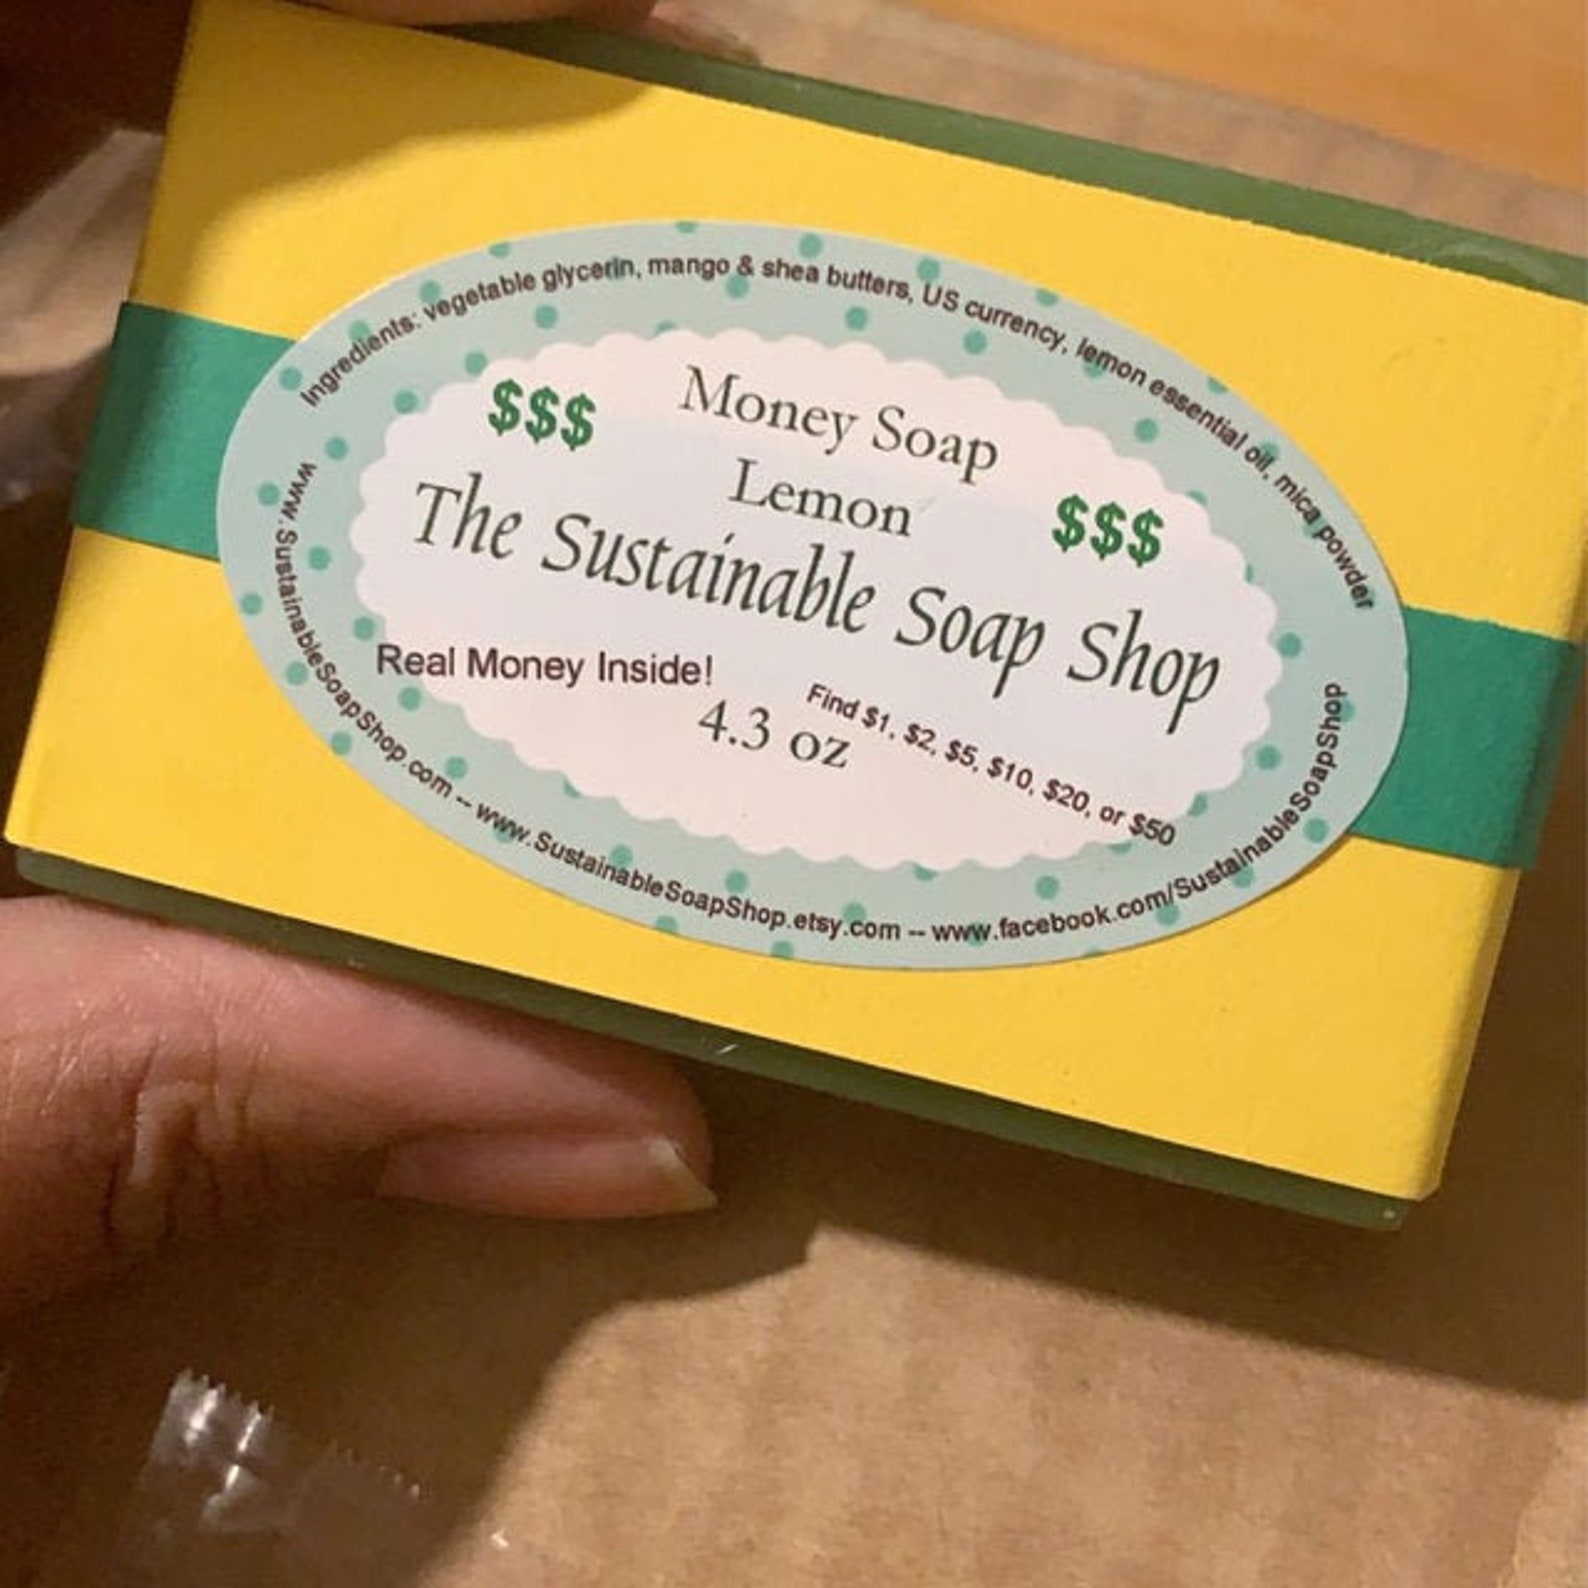 Ingredients: vegetable glycerin, mango & shea butters, US currency, lemon essential oil, mica powder
$$$
Money Soap
Lemon
$$$
The Sustainable Soap Shop
Real Money Inside!
Find $1, $2, $5, $10, $20, or $50
4.3 oz
www.SustainableSoapShop.com -- www.SustainableSoapShop.etsy.com -- www.facebook.com/SustainableSoapShop